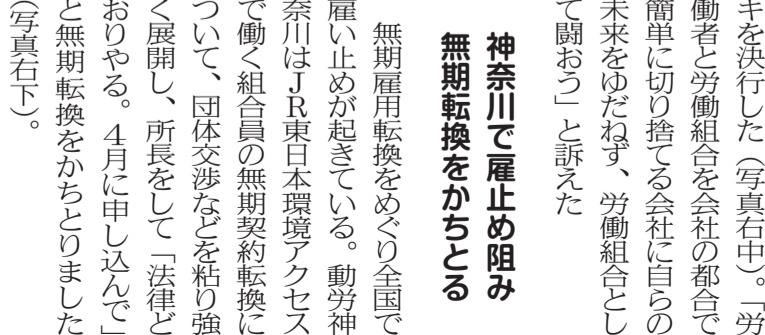 キを決行した（写真右中）。「労
働者と労働組合を会社の都合で
簡単に切り捨てる会社に自らの
未来をゆだねず、労働組合とし
て闘おう」と訴えた
神奈川で雇止め阻み
無期転換をかちとる
無期雇用転換をめぐり全国で
雇い止めが起きている。動労神
奈川はＪＲ東日本環境アクセス
で働く組合員の無期契約転換に
ついて、団体交渉などを粘り強
く展開し、所長をして「法律ど
おりやる。４月に申し込んで」
と無期転換をかちとりました
（写真右下）。